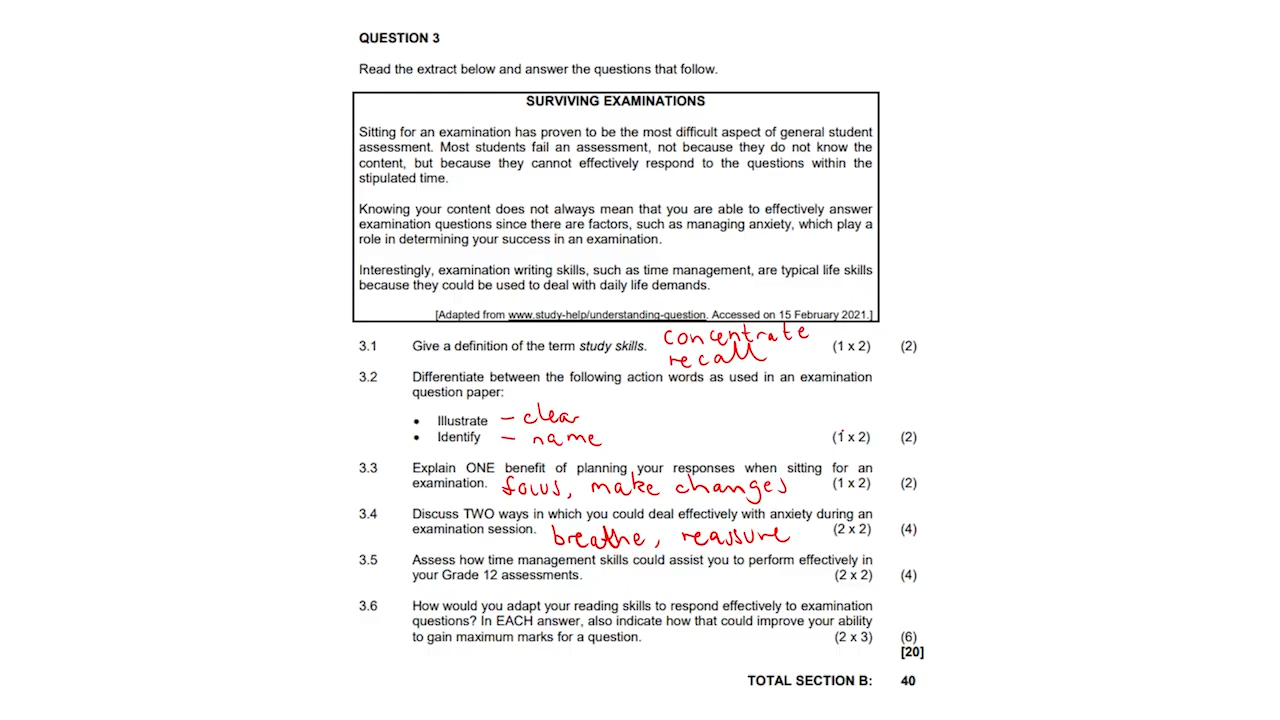 QUESTION 3
Read the extract below and answer the questions that follow.
SURVIVING EXAMINATIONS
Sitting for an examination has proven to be the most difficult aspect of general student
assessment. Most students fail an assessment, not because they do not know the
content, but because they cannot effectively respond to the questions within the
stipulated time.
Knowing your content does not always mean that you are able to effectively answer
examination questions since there are factors, such as managing anxiety, which play a
role in determining your success in an examination.
Interestingly, examination writing skills, such as time management, are typical life skills
because they could be used to deal with daily life demands.
[Adapted from www.study-help/understanding-question. Accessed on 15 February 2021.]
concentrate
3.1 Give a definition of the term study skills. (1 x 2) (2)
recall
3.2 Differentiate between the following action words as used in an examination
question paper:
• Illustrate – clear
• Identify – name (1 x 2) (2)
3.3 Explain ONE benefit of planning your responses when sitting for an
examination. focus, make changes (1 x 2) (2)
3.4 Discuss TWO ways in which you could deal effectively with anxiety during an
examination session. breathe, reassure (2 x 2) (4)
3.5 Assess how time management skills could assist you to perform effectively in
your Grade 12 assessments. (2 x 2) (4)
3.6 How would you adapt your reading skills to respond effectively to examination
questions? In EACH answer, also indicate how that could improve your ability
to gain maximum marks for a question. (2 x 3) (6)
[20]
TOTAL SECTION B: 40